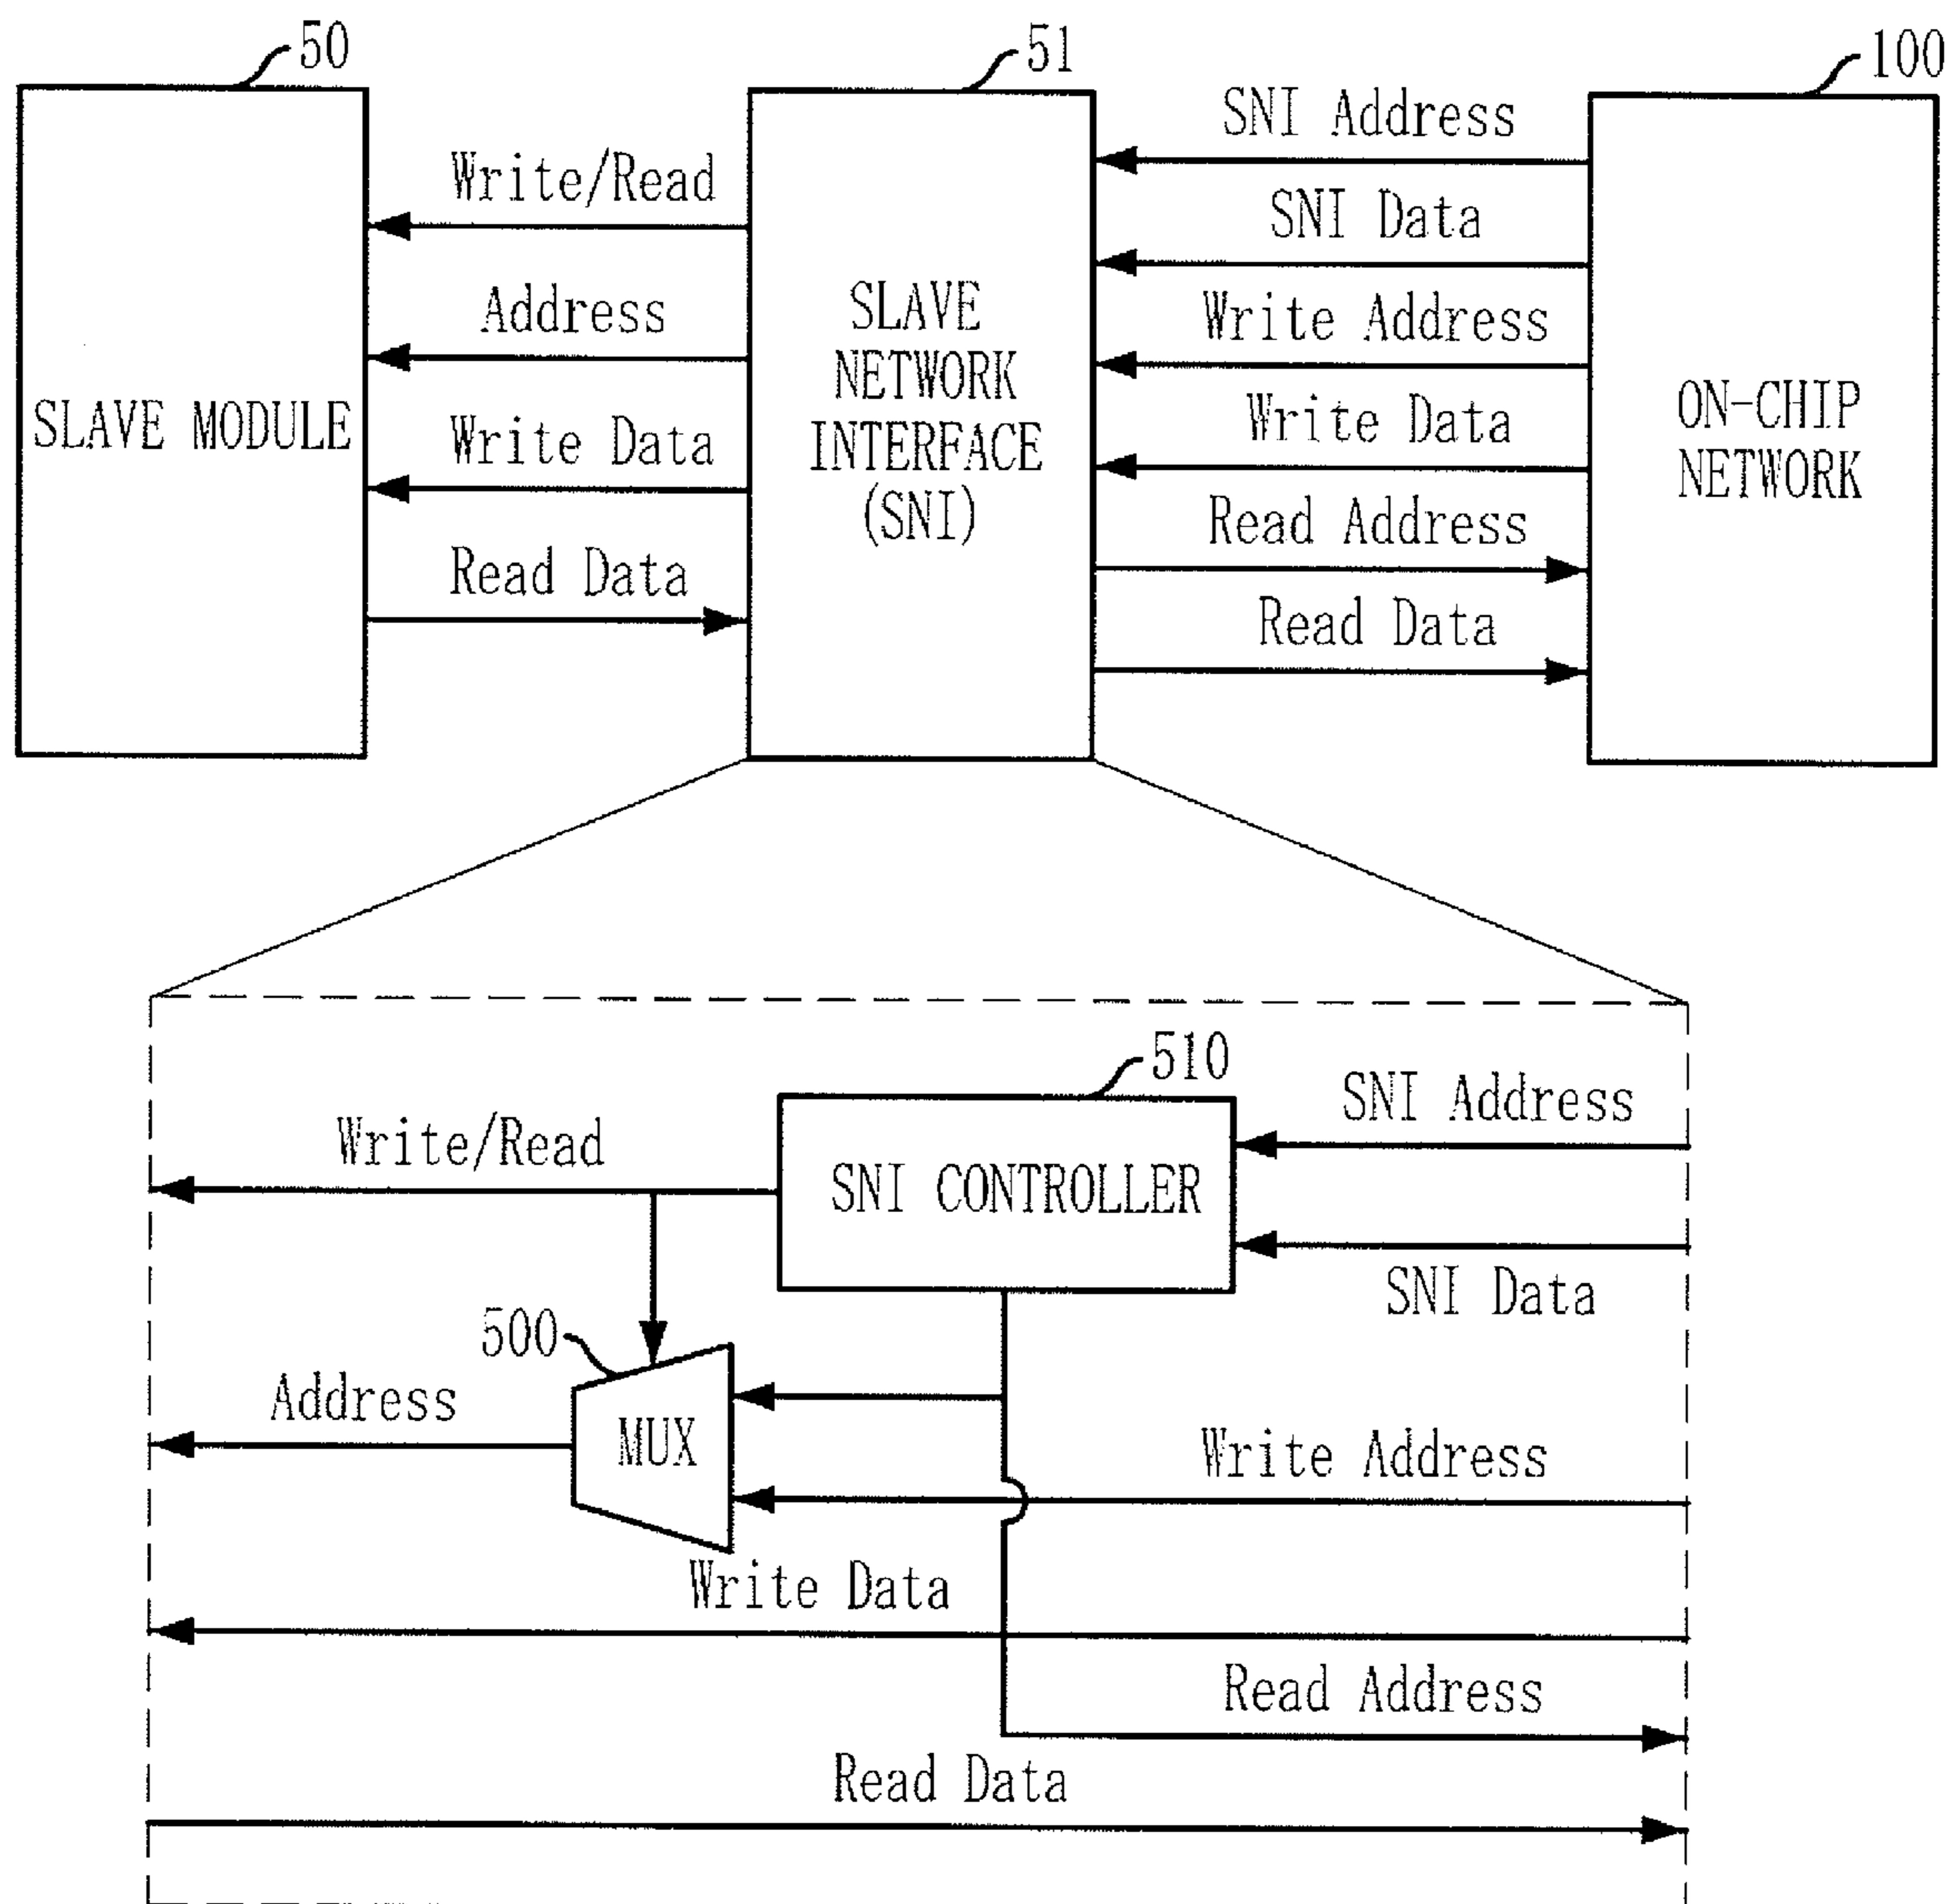 50
51
100
SLAVE MODULE
Write/Read
Address
Write Data
Read Data
SLAVE
NETWORK
INTERFACE
(SNI)
SNI Address
SNI Data
Write Address
Write Data
Read Address
Read Data
ON-CHIP
NETWORK
510
SNI CONTROLLER
SNI Address
SNI Data
Write/Read
500
MUX
Address
Write Address
Write Data
Read Address
Read Data